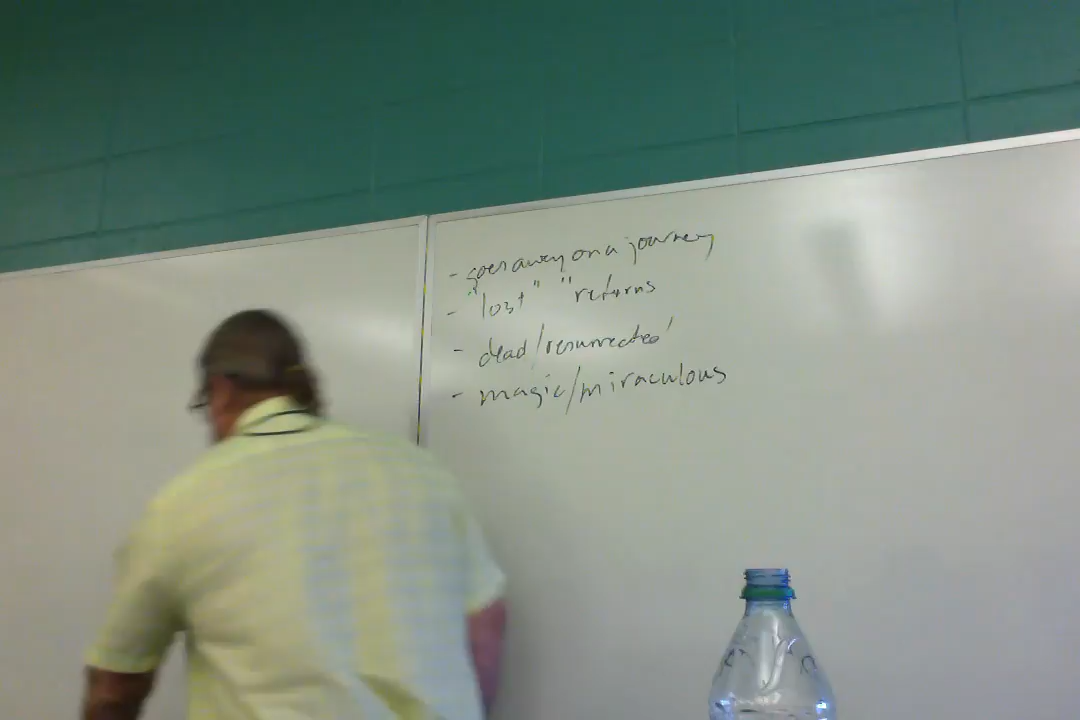 - goes away on a journey
- "lost" "returns
- dead/resurrected
- magic/miraculous